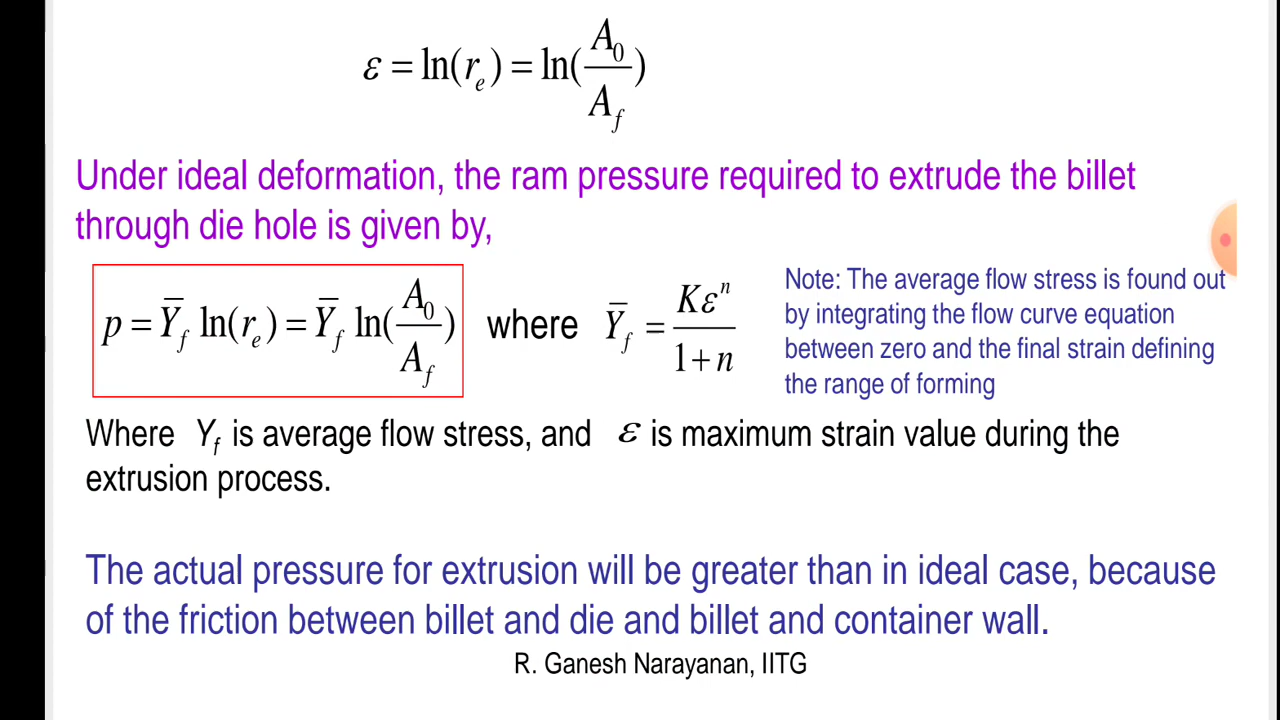 ε = ln(rₑ) = ln(A₀/A_f)
Under ideal deformation, the ram pressure required to extrude the billet
through die hole is given by,
p = Ȳ_f ln(rₑ) = Ȳ_f ln(A₀/A_f) where Ȳ_f = Kεⁿ/1+n
Note: The average flow stress is found out
by integrating the flow curve equation
between zero and the final strain defining
the range of forming
Where Y_f is average flow stress, and ε is maximum strain value during the
extrusion process.
The actual pressure for extrusion will be greater than in ideal case, because
of the friction between billet and die and billet and container wall.
R. Ganesh Narayanan, IITG